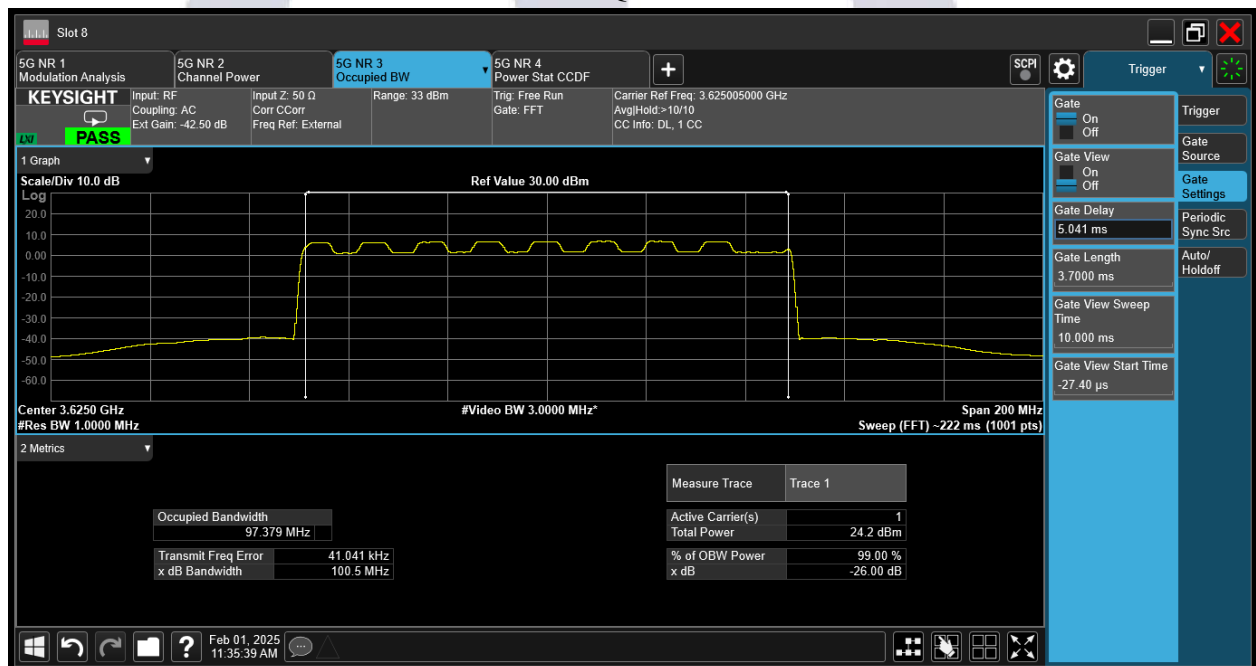 Slot 8
5G NR 1
Modulation Analysis
5G NR 2
Channel Power
5G NR 3
Occupied BW
5G NR 4
Power Stat CCDF
SCPI
Trigger
KEYSIGHT
LXI
PASS
Input: RF
Coupling: AC
Ext Gain: -42.50 dB
Input Z: 50 Ω
Corr CCorr
Freq Ref: External
Range: 33 dBm
Trig: Free Run
Gate: FFT
Carrier Ref Freq: 3.625005000 GHz
Avg|Hold:>10/10
CC Info: DL, 1 CC
1 Graph
Scale/Div 10.0 dB
Ref Value 30.00 dBm
Log
20.0
10.0
0.00
-10.0
-20.0
-30.0
-40.0
-50.0
-60.0
Center 3.6250 GHz
#Video BW 3.0000 MHz*
Span 200 MHz
#Res BW 1.0000 MHz
Sweep (FFT) ~222 ms (1001 pts)
2 Metrics
Measure Trace
Trace 1
Occupied Bandwidth
97.379 MHz
Active Carrier(s)
1
Total Power
24.2 dBm
Transmit Freq Error
41.041 kHz
% of OBW Power
99.00 %
x dB Bandwidth
100.5 MHz
x dB
-26.00 dB
Gate
On
Off
Gate View
On
Off
Gate Delay
5.041 ms
Gate Length
3.7000 ms
Gate View Sweep
Time
10.000 ms
Gate View Start Time
-27.40 µs
Trigger
Gate
Source
Gate
Settings
Periodic
Sync Src
Auto/
Holdoff
?
Feb 01, 2025
11:35:39 AM